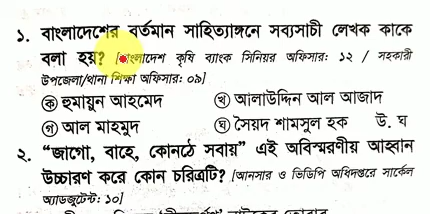 ১. বাংলাদেশের বর্তমান সাহিত্যাঙ্গনে সব্যসাচী লেখক কাকে
বলা হয়? [বাংলাদেশ কৃষি ব্যাংক সিনিয়র অফিসার: ১২ / সহকারী
উপজেলা/থানা শিক্ষা অফিসার: ০৯]
ক হুমায়ুন আহমেদ খ আলাউদ্দিন আল আজাদ
গ আল মাহমুদ ঘ সৈয়দ শামসুল হক উ. ঘ
২. “জাগো, বাহে, কোনঠে সবায়” এই অবিস্মরণীয় আহ্বান
উচ্চারণ করে কোন চরিত্রটি? [আনসার ও ভিডিপি অধিদপ্তরে সার্কেল
অ্যাডজুটেন্ট: ১০]